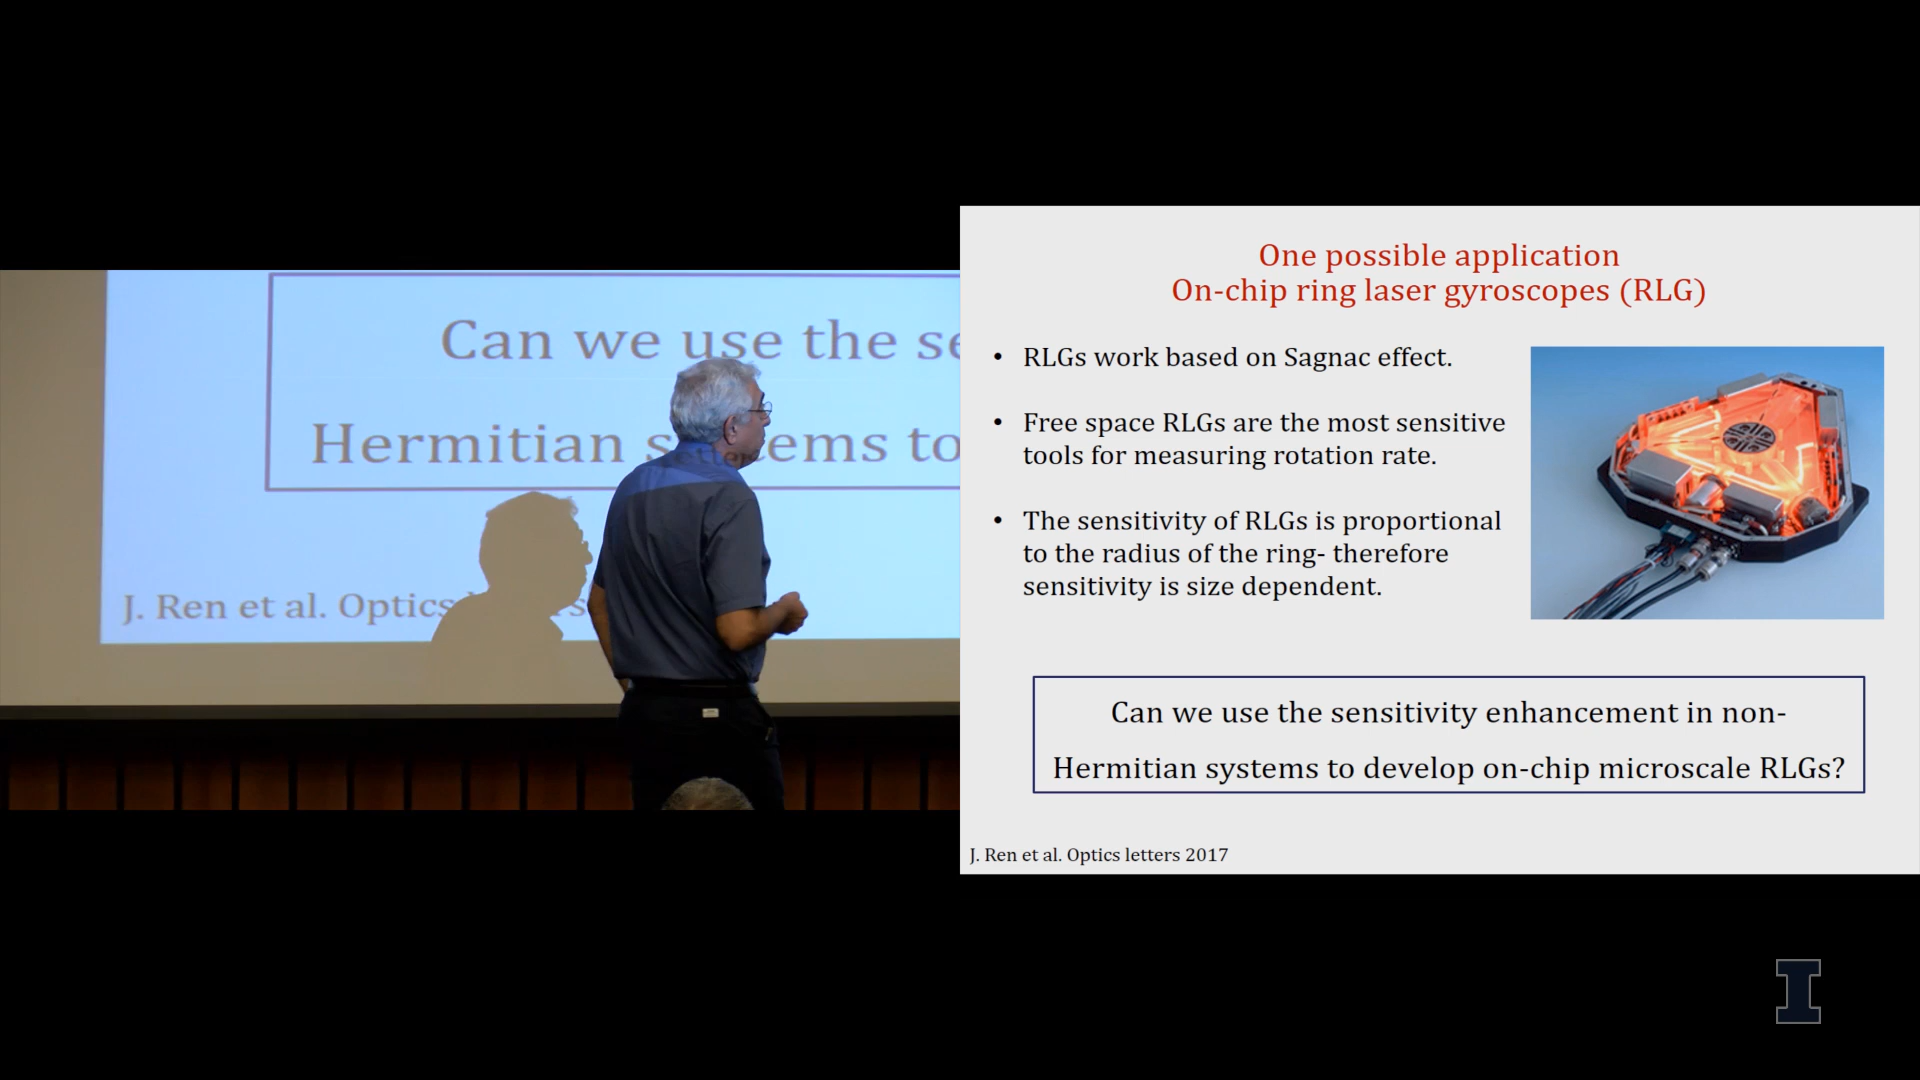 Can we use the
Hermitian ems to
J. Ren et al. Optics
One possible application
On-chip ring laser gyroscopes (RLG)
• RLGs work based on Sagnac effect.
• Free space RLGs are the most sensitive
tools for measuring rotation rate.
• The sensitivity of RLGs is proportional
to the radius of the ring- therefore
sensitivity is size dependent.
Can we use the sensitivity enhancement in non-
Hermitian systems to develop on-chip microscale RLGs?
J. Ren et al. Optics letters 2017
I